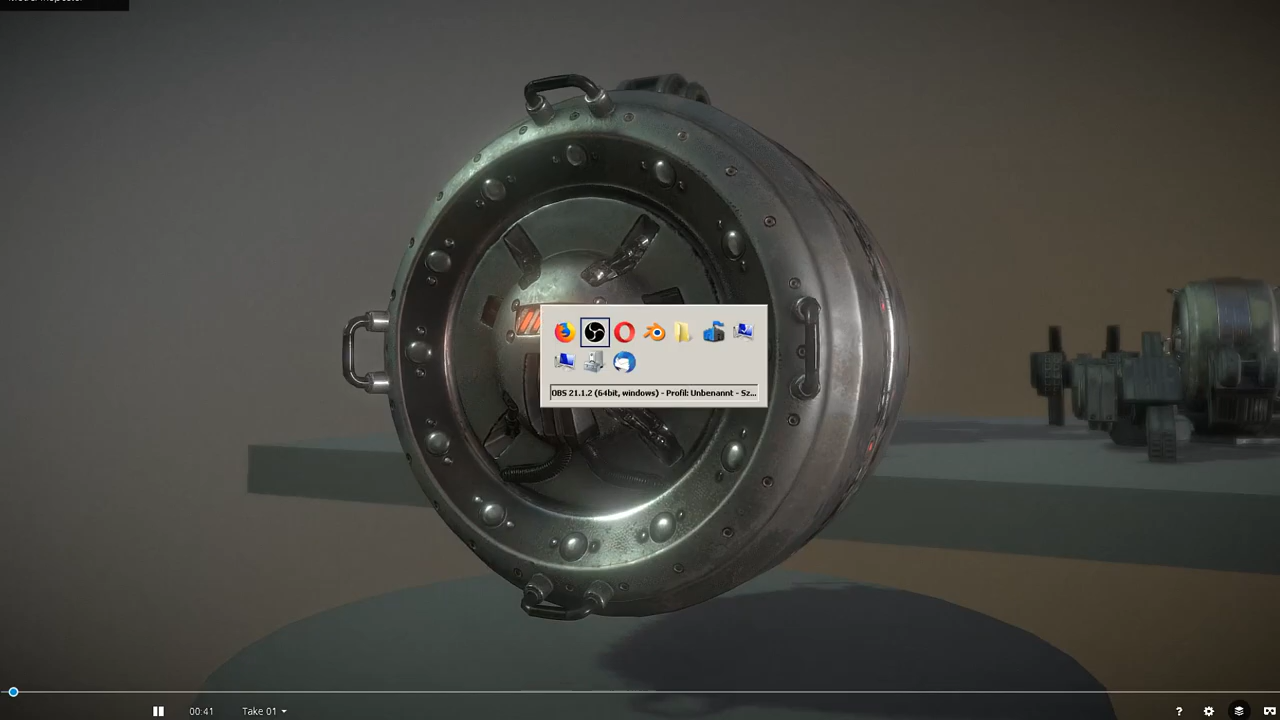 OBS 21.1.2 (64bit, windows) - Profil: Unbenannt - Sz...
00:41
Take 01
?